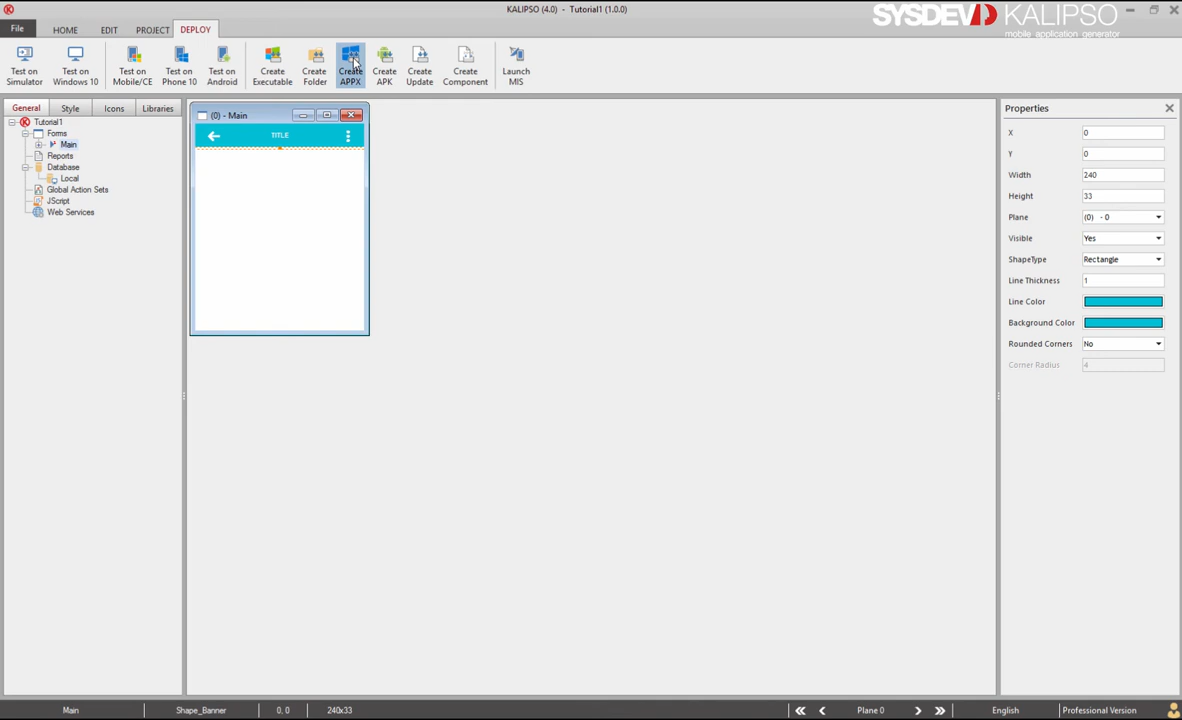 KALIPSO (4.0)  -  Tutorial1 (1.0.0)
SYSDEV KALIPSO
mobile application generator
File HOME EDIT PROJECT DEPLOY
Test on Simulator
Test on Windows 10
Test on Mobile/CE
Test on Phone 10
Test on Android
Create Executable
Create Folder
Create APPX
Create APK
Create Update
Create Component
Launch MIS
General Style Icons Libraries
Tutorial1
Forms
Main
Reports
Database
Local
Global Action Sets
JScript
Web Services
(0) - Main
TITLE
Properties
X 0
Y 0
Width 240
Height 33
Plane (0) - 0
Visible Yes
ShapeType Rectangle
Line Thickness 1
Line Color
Background Color
Rounded Corners No
Corner Radius 4
Main Shape_Banner 0, 0 240x33 Plane 0 English Professional Version